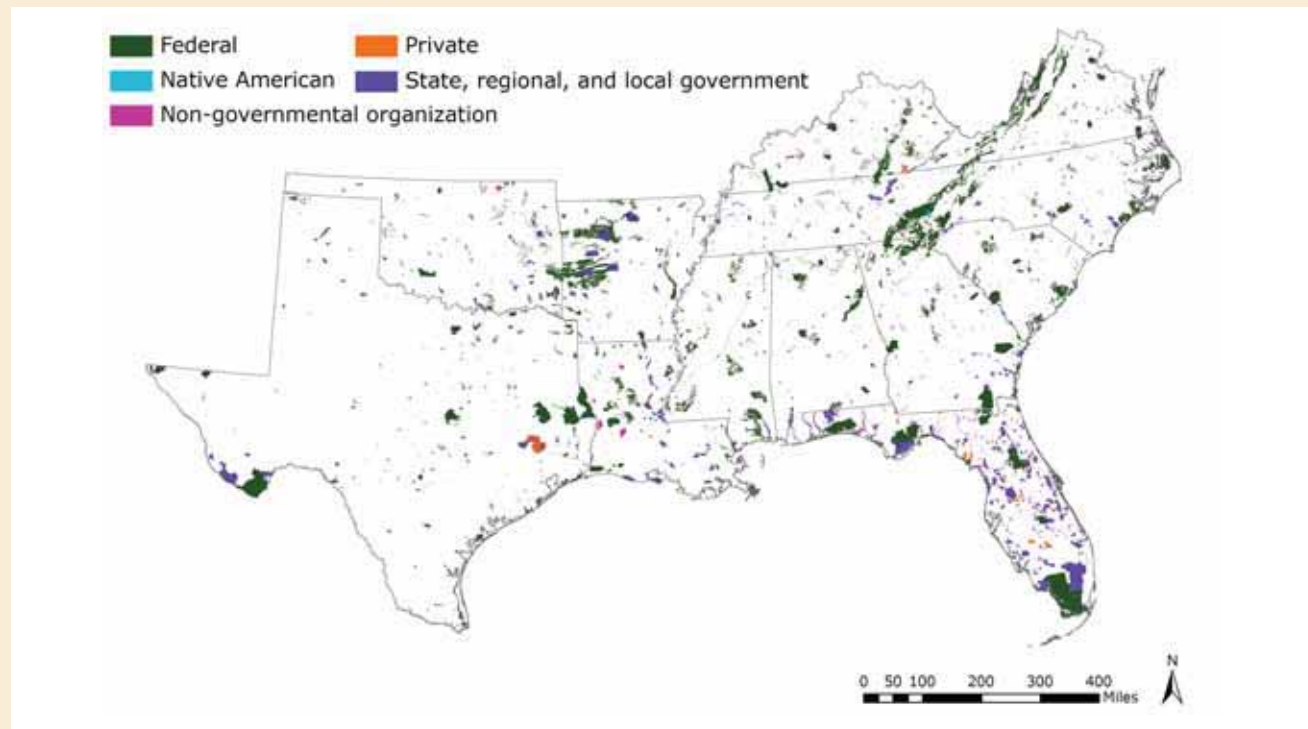 Federal
Private
Native American
State, regional, and local government
Non-governmental organization
N
0 50 100 200 300 400
Miles